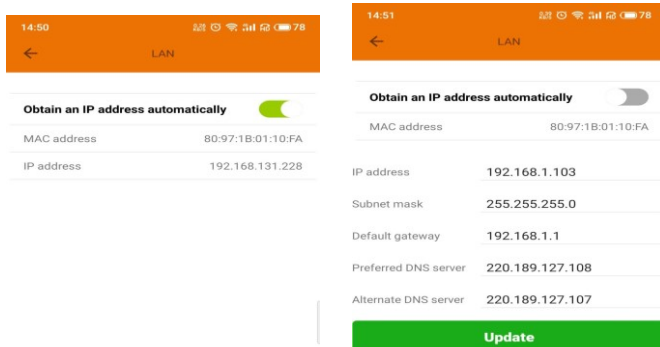 14:50 78
LAN
Obtain an IP address automatically
MAC address 80:97:1B:01:10:FA
IP address 192.168.131.228
14:51 78
LAN
Obtain an IP address automatically
MAC address 80:97:1B:01:10:FA
IP address 192.168.1.103
Subnet mask 255.255.255.0
Default gateway 192.168.1.1
Preferred DNS server 220.189.127.108
Alternate DNS server 220.189.127.107
Update